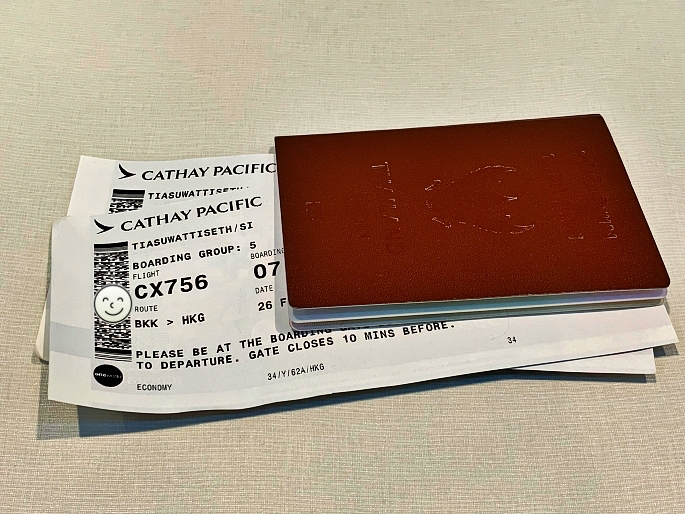 CATHAY PACIFIC
TIASUWATTISETH
CATHAY PACIFIC
TIASUWATTISETH/SI
BOARDING GROUP: 5
BOARDING
FLIGHT
CX756
07
ROUTE
DATE
BKK > HKG
26 F
PLEASE BE AT THE BOARDING
TO DEPARTURE. GATE CLOSES 10 MINS BEFORE.
34
ECONOMY
34/Y/62A/HKG